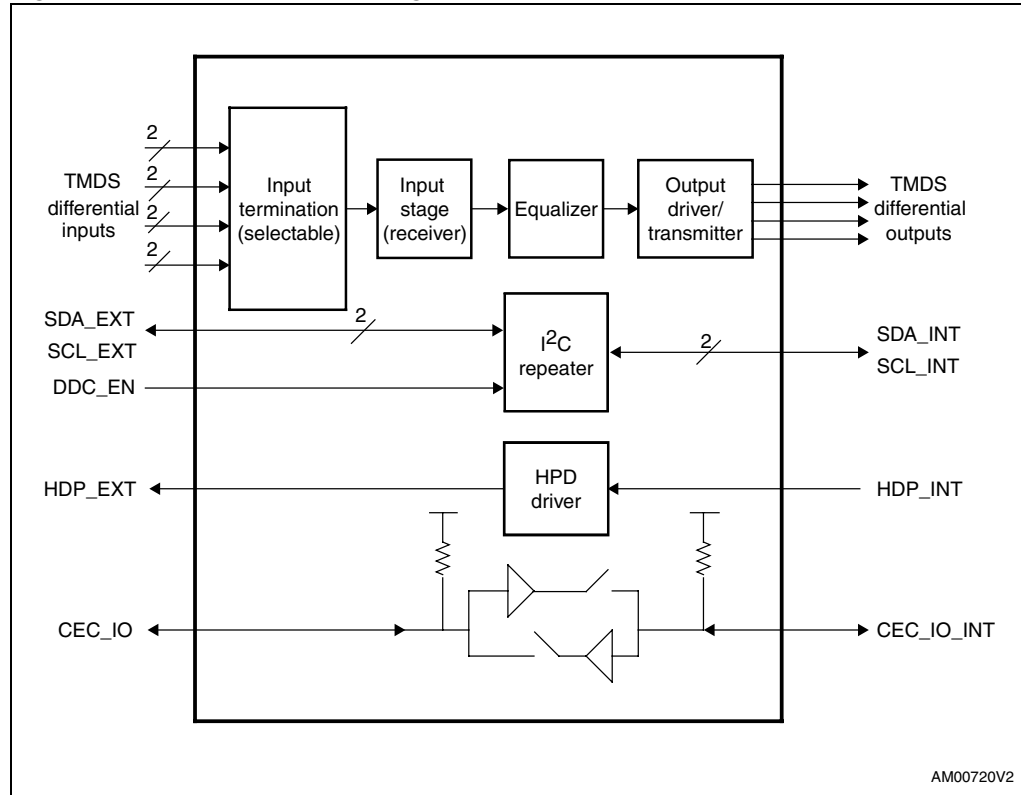 2
2
2
2
TMDS
differential
inputs
Input
termination
(selectable)
Input
stage
(receiver)
Equalizer
Output
driver/
transmitter
TMDS
differential
outputs
SDA_EXT
SCL_EXT
2
DDC_EN
I2C
repeater
2
SDA_INT
SCL_INT
HDP_EXT
HPD
driver
HDP_INT
CEC_IO
CEC_IO_INT
AM00720V2